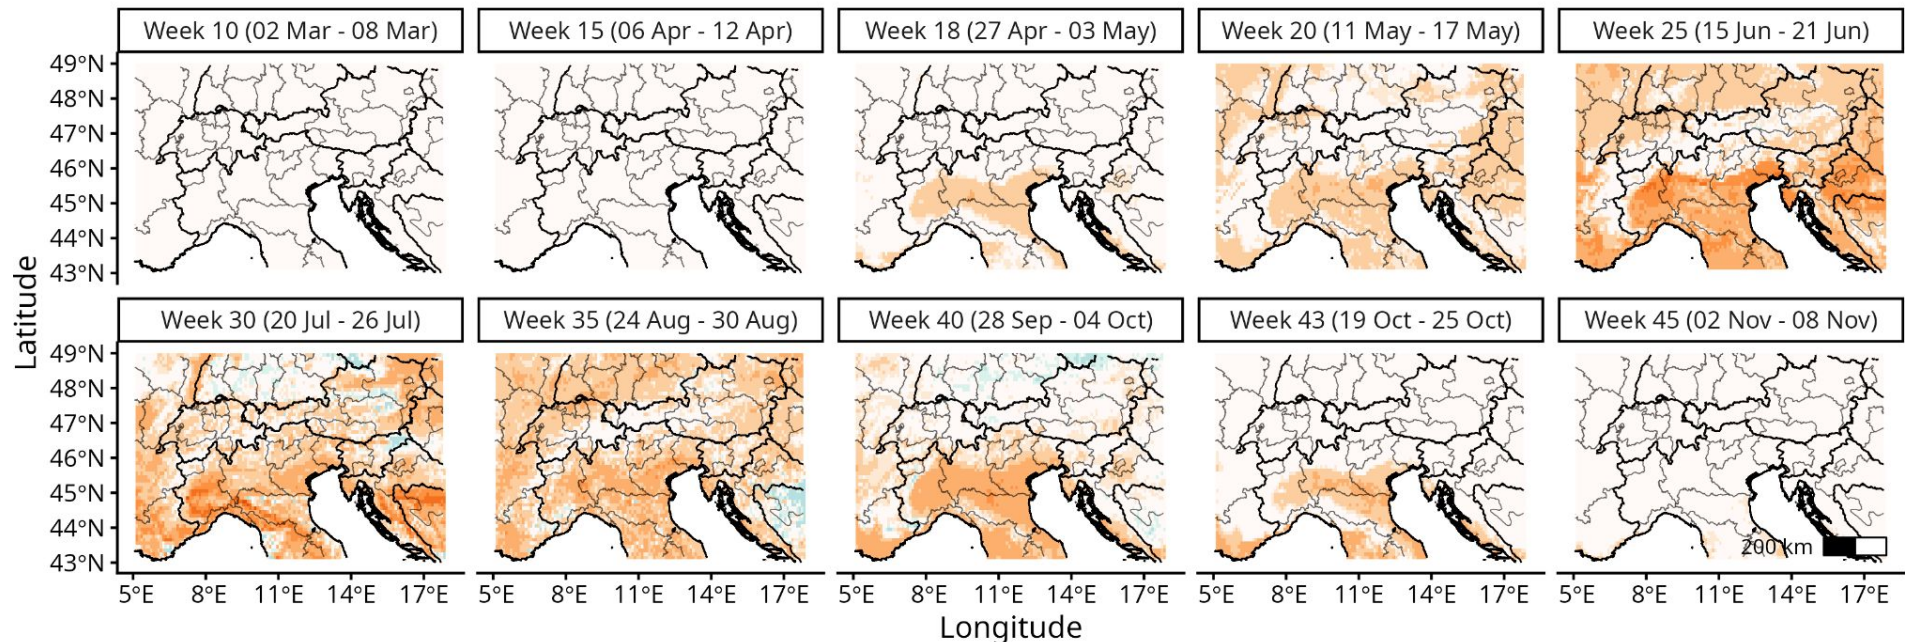 Week 10 (02 Mar - 08 Mar)
Week 15 (06 Apr - 12 Apr)
Week 18 (27 Apr - 03 May)
Week 20 (11 May - 17 May)
Week 25 (15 Jun - 21 Jun)
49°N
48°N
47°N
46°N
45°N
44°N
43°N
Latitude
Week 30 (20 Jul - 26 Jul)
Week 35 (24 Aug - 30 Aug)
Week 40 (28 Sep - 04 Oct)
Week 43 (19 Oct - 25 Oct)
Week 45 (02 Nov - 08 Nov)
49°N
48°N
47°N
46°N
45°N
44°N
43°N
200 km
5°E 8°E 11°E 14°E 17°E
5°E 8°E 11°E 14°E 17°E
5°E 8°E 11°E 14°E 17°E
5°E 8°E 11°E 14°E 17°E
5°E 8°E 11°E 14°E 17°E
Longitude